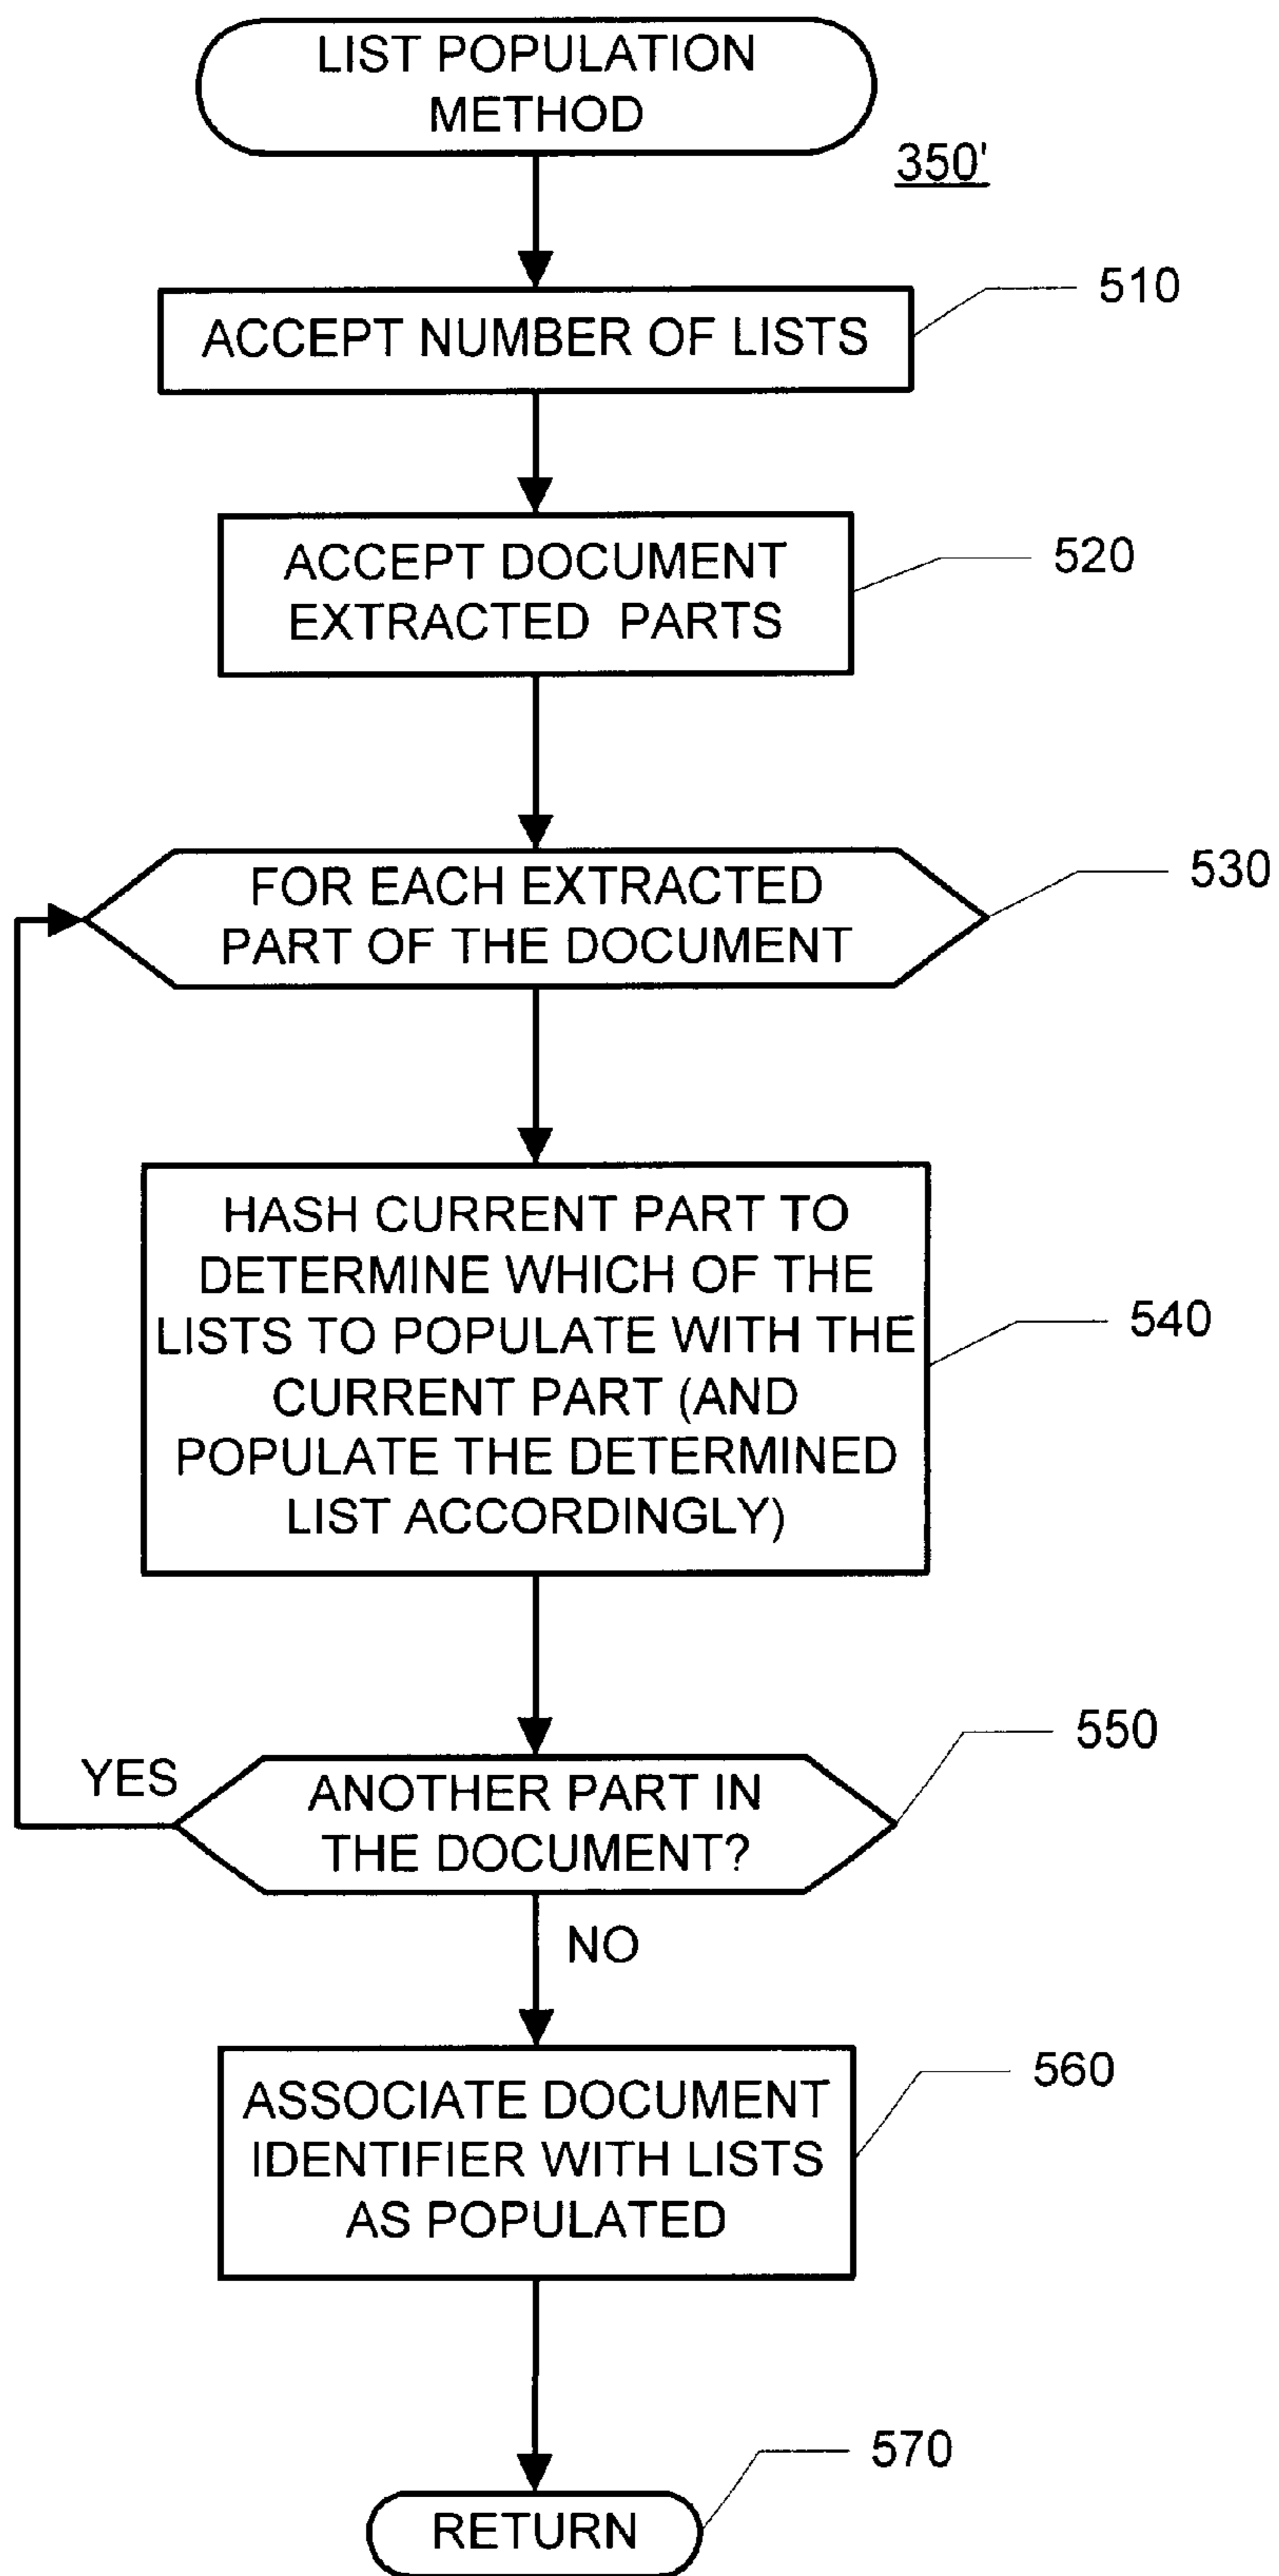 LIST POPULATION
METHOD
350'
510
ACCEPT NUMBER OF LISTS
520
ACCEPT DOCUMENT
EXTRACTED PARTS
530
FOR EACH EXTRACTED
PART OF THE DOCUMENT
HASH CURRENT PART TO
DETERMINE WHICH OF THE
LISTS TO POPULATE WITH THE
CURRENT PART (AND
POPULATE THE DETERMINED
LIST ACCORDINGLY)
540
550
YES
ANOTHER PART IN
THE DOCUMENT?
NO
560
ASSOCIATE DOCUMENT
IDENTIFIER WITH LISTS
AS POPULATED
570
RETURN